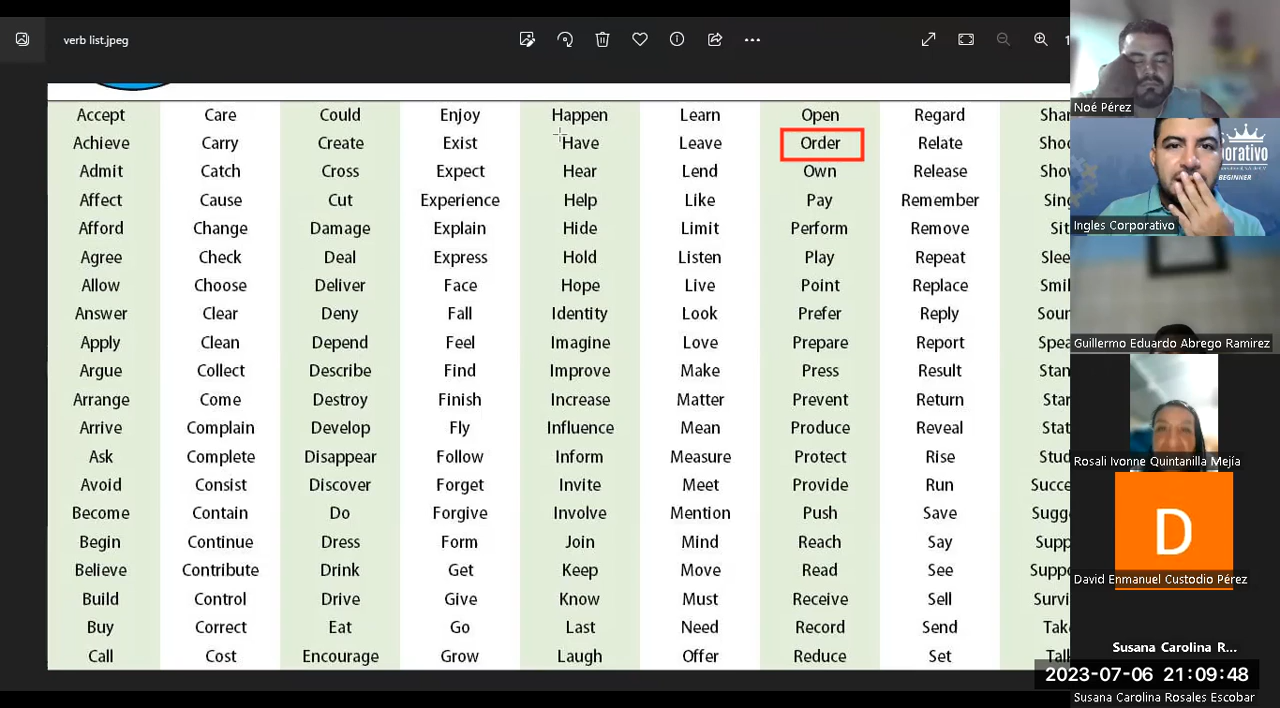 verb list.jpeg
Accept Care Could Enjoy Happen Learn Open Regard
Achieve Carry Create Exist Have Leave Order Relate
Admit Catch Cross Expect Hear Lend Own Release
Affect Cause Cut Experience Help Like Pay Remember
Afford Change Damage Explain Hide Limit Perform Remove
Agree Check Deal Express Hold Listen Play Repeat
Allow Choose Deliver Face Hope Live Point Replace
Answer Clear Deny Fall Identity Look Prefer Reply
Apply Clean Depend Feel Imagine Love Prepare Report
Argue Collect Describe Find Improve Make Press Result
Arrange Come Destroy Finish Increase Matter Prevent Return
Arrive Complain Develop Fly Influence Mean Produce Reveal
Ask Complete Disappear Follow Inform Measure Protect Rise
Avoid Consist Discover Forget Invite Meet Provide Run
Become Contain Do Forgive Involve Mention Push Save
Begin Continue Dress Form Join Mind Reach Say
Believe Contribute Drink Get Keep Move Read See
Build Control Drive Give Know Must Receive Sell
Buy Correct Eat Go Last Need Record Send
Call Cost Encourage Grow Laugh Offer Reduce Set
Noé Pérez
BEGINNER
Ingles Corporativo
Guillermo Eduardo Abrego Ramirez
Rosali Ivonne Quintanilla Mejía
D
David Enmanuel Custodio Pérez
Susana Carolina R...
2023-07-06 21:09:48
Susana Carolina Rosales Escobar